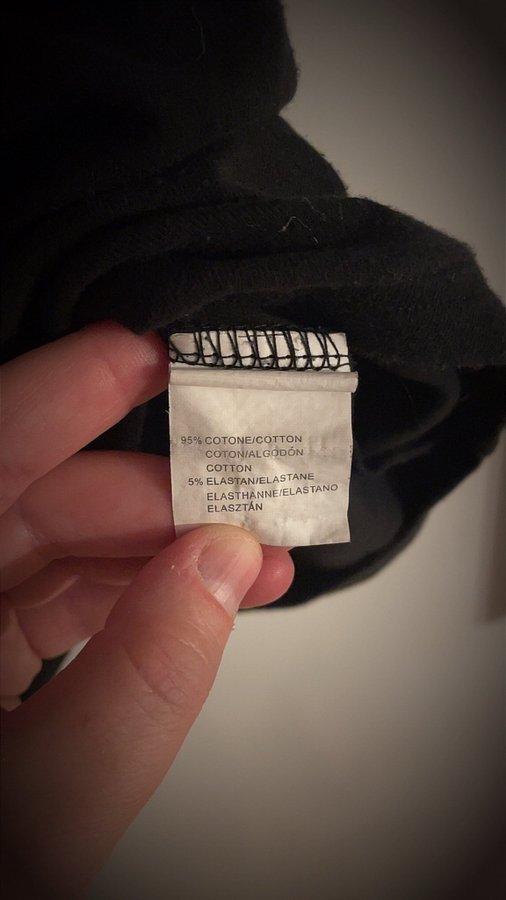 95% COTONE/COTTON
COTON/ALGODÓN
COTTON
5% ELASTAN/ELASTANE
ELASTHANNE/ELASTANO
ELASZTÁN